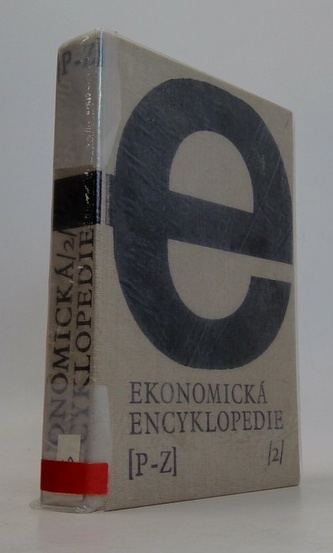 e
EKONOMICKÁ
ENCYKLOPEDIE
[P-Z] /2/
P-Z
EKONOMICKÁ/2/
ENCYKLOPEDIE